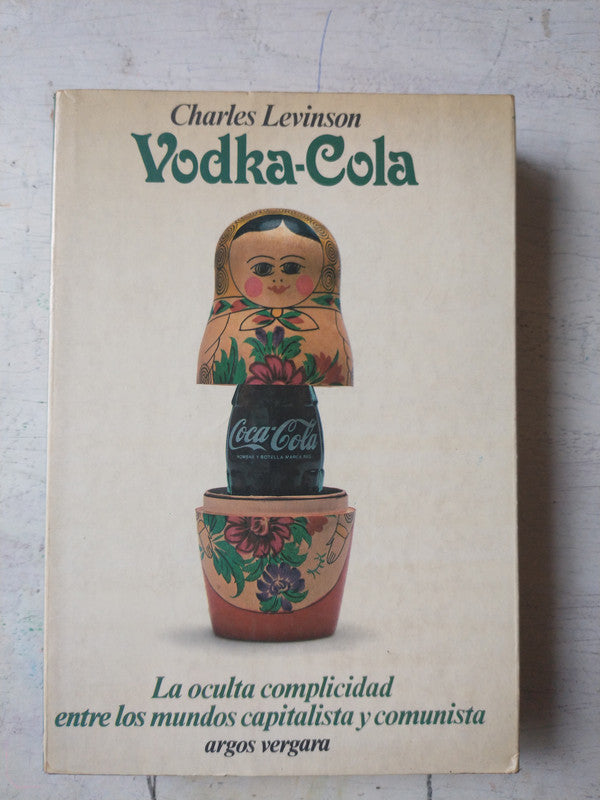 Charles Levinson
Vodka-Cola
Coca-Cola
La oculta complicidad
entre los mundos capitalista y comunista
argos vergara